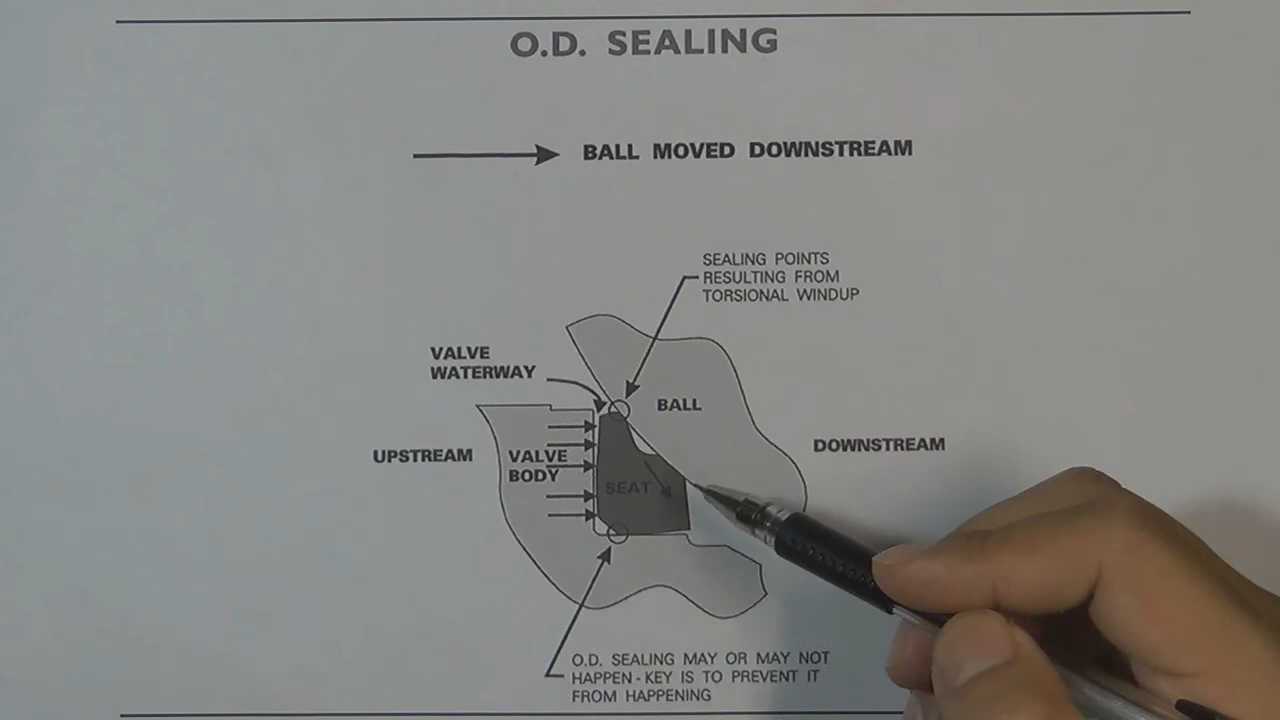 O.D. SEALING
BALL MOVED DOWNSTREAM
SEALING POINTS
RESULTING FROM
TORSIONAL WINDUP
VALVE
WATERWAY
BALL
UPSTREAM
VALVE
BODY
SEAT
DOWNSTREAM
O.D. SEALING MAY OR MAY NOT
HAPPEN - KEY IS TO PREVENT IT
FROM HAPPENING